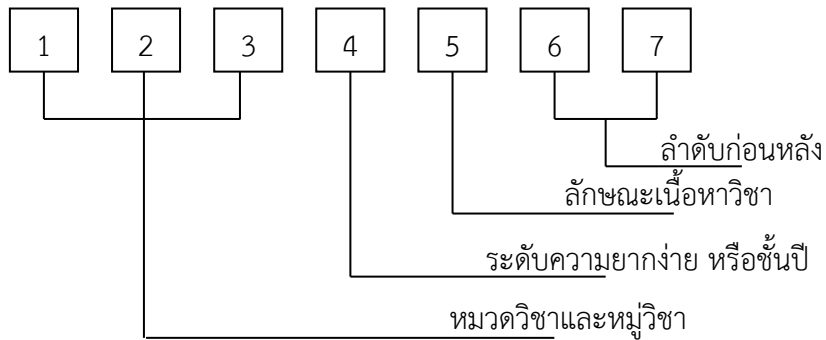 1 2 3 4 5 6 7
ลำดับก่อนหลัง
ลักษณะเนื้อหาวิชา
ระดับความยากง่าย หรือชั้นปี
หมวดวิชาและหมู่วิชา